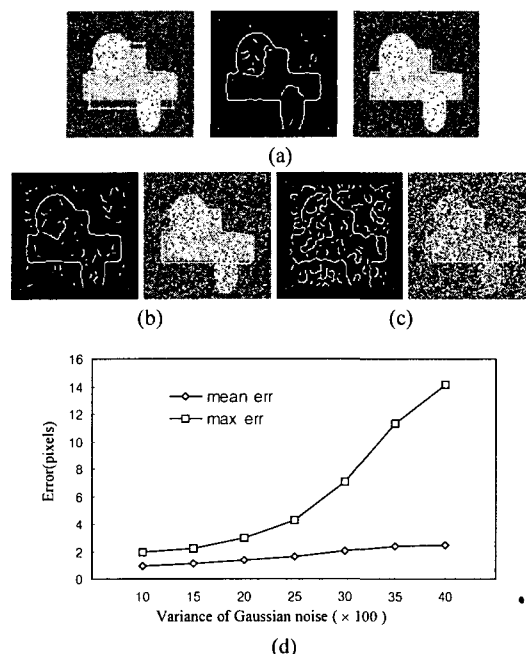 (a)
(b)
(c)
16
14
12
10
8
6
4
2
0
Error(pixels)
mean err
max err
10 15 20 25 30 35 40
Variance of Gaussian noise ( × 100 )
(d)